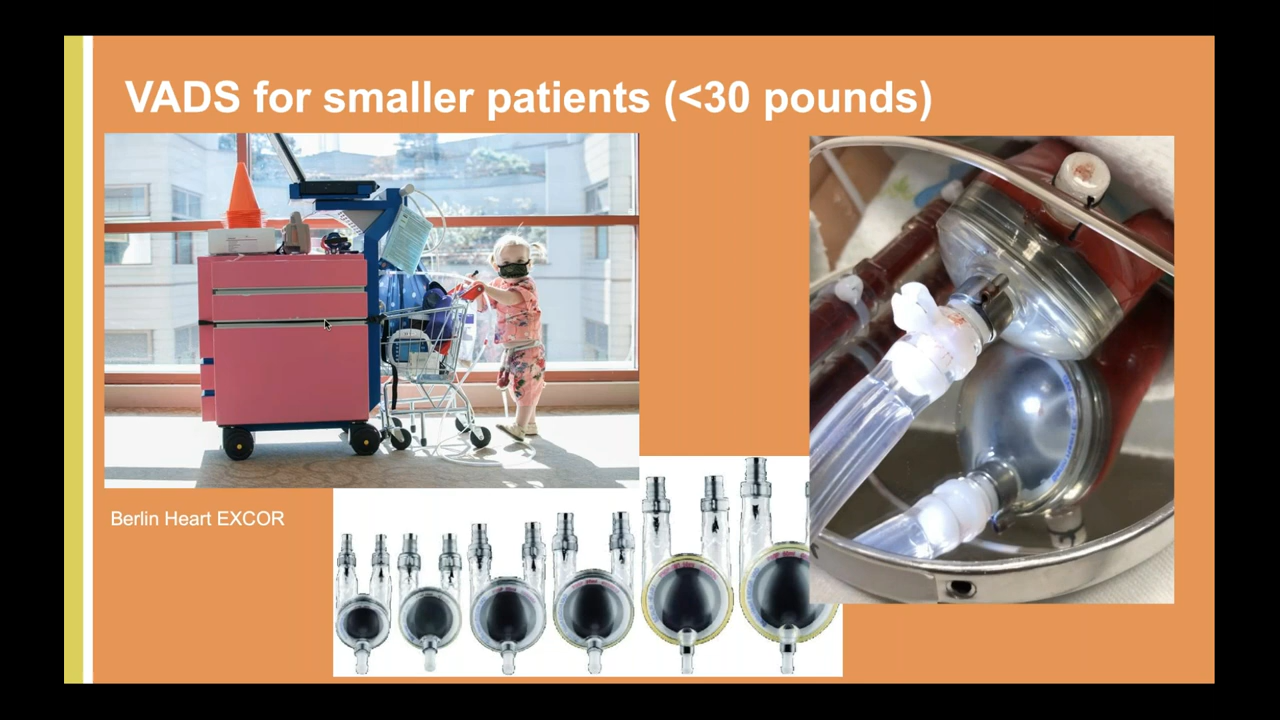 VADS for smaller patients (<30 pounds)
Berlin Heart EXCOR